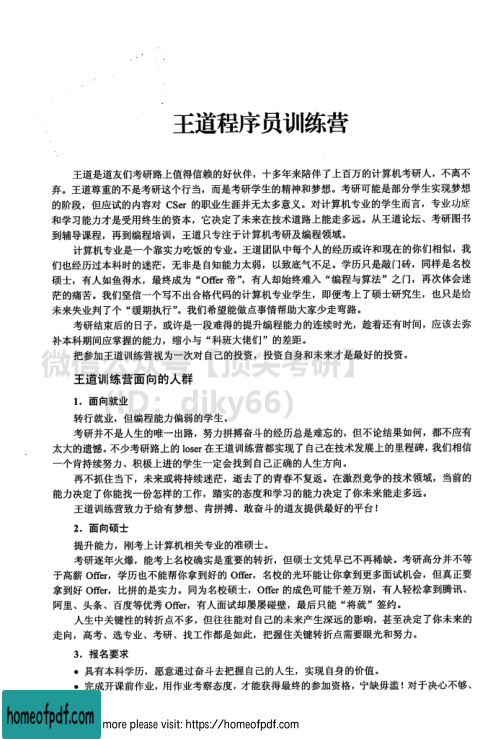 王道程序员训练营
王道是道友们考研路上值得信赖的好伙伴，十多年来陪伴了上百万的计算机考研人，不离不
弃。王道尊重的不是考研这个行当，而是考研学生的精神和梦想。考研可能是部分学生实现梦想
的阶段，但应试的内容对 CSer 的职业生涯并无太多意义。对计算机专业的学生而言，专业功底
和学习能力才是受用终生的资本，它决定了未来在技术道路上能走多远。从王道论坛、考研图书
到辅导课程，再到编程培训，王道只专注于计算机考研及编程领域。
计算机专业是一个靠实力吃饭的专业。王道团队中每个人的经历或许和现在的你们相似，我
们也经历过本科时的迷茫，无非是自知能力太弱，以致底气不足。学历只是敲门砖，同样是名校
硕士，有人如鱼得水，最终成为“Offer 帝”，有人却始终难入“编程与算法”之门，再次体会迷
茫的痛苦。我们坚信一个写不出合格代码的计算机专业学生，即便考上了硕士研究生，也只是给
未来失业判了个“缓期执行”。我们希望能做点事情帮助大家少走弯路。
考研结束后的日子，或许是一段难得的提升编程能力的连续时光，趁着还有时间，应该去弥
补本科期间应掌握的能力，缩小与“科班大佬们”的差距。
把参加王道训练营视为一次对自己的投资，投资自身和未来才是最好的投资。
微信公众号【顶尖考研】
(ID：djky66)
王道训练营面向的人群
1．面向就业
转行就业，但编程能力偏弱的学生。
考研并不是人生的唯一出路，努力拼搏奋斗的经历总是难忘的，但不论结果如何，都不应有
太大的遗憾。不少考研路上的 loser 在王道训练营都实现了自己在技术发展上的里程碑，我们相信
一个肯持续努力、积极上进的学生一定会找到自己正确的人生方向。
再不抓住当下，未来或将持续迷茫，逝去了的青春不复返。在激烈竞争的技术领域，当前的
能力决定了你能找一份怎样的工作，踏实的态度和学习的能力决定了你未来能走多远。
王道训练营致力于给有梦想、肯拼搏、敢奋斗的道友提供最好的平台！
2．面向硕士
提升能力，刚考上计算机相关专业的准硕士。
考研逐年火爆，能考上名校确实是重要的转折，但硕士文凭早已不再稀缺。考研高分并不等
于高薪 Offer，学历也不能帮你拿到好的 Offer，名校的光环能让你拿到更多面试机会，但真正要
拿到好 Offer，比拼的是实力。同为名校硕士，Offer 的成色可能千差万别，有人轻松拿到腾讯、
阿里、头条、百度等优秀 Offer，有人面试却屡屡碰壁，最后只能“将就”签约。
人生中关键性的转折点不多，但往往能对自己的未来产生深远的影响，甚至决定了你未来的
走向，高考、选专业、考研、找工作都是如此，把握住关键转折点需要眼光和努力。
3．报名要求
● 具有本科学历，愿意通过奋斗去把握自己的人生，实现自身的价值。
● 完成开课前作业，用作业考察态度，才能获得最终的参加资格，宁缺毋滥！对于决心不够、
homeofpdf.com
more please visit: https://homeofpdf.com